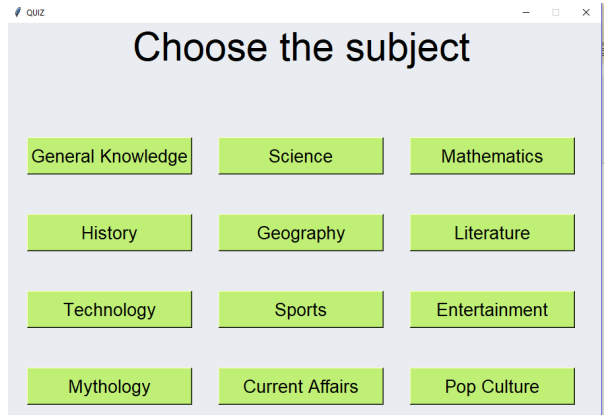 QUIZ
Choose the subject
General Knowledge Science Mathematics
History Geography Literature
Technology Sports Entertainment
Mythology Current Affairs Pop Culture